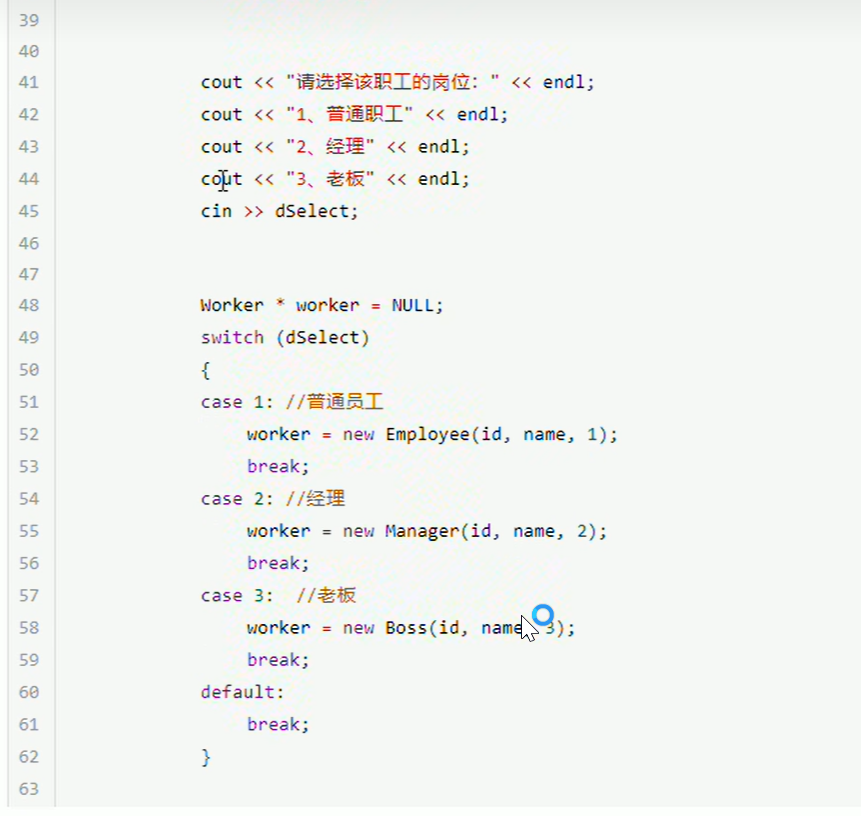 39
40
41 cout << "请选择该职工的岗位：" << endl;
42 cout << "1、普通职工" << endl;
43 cout << "2、经理" << endl;
44 cout << "3、老板" << endl;
45 cin >> dSelect;
46
47
48 Worker * worker = NULL;
49 switch (dSelect)
50 {
51 case 1: //普通员工
52 worker = new Employee(id, name, 1);
53 break;
54 case 2: //经理
55 worker = new Manager(id, name, 2);
56 break;
57 case 3:  //老板
58 worker = new Boss(id, name, 3);
59 break;
60 default:
61 break;
62 }
63